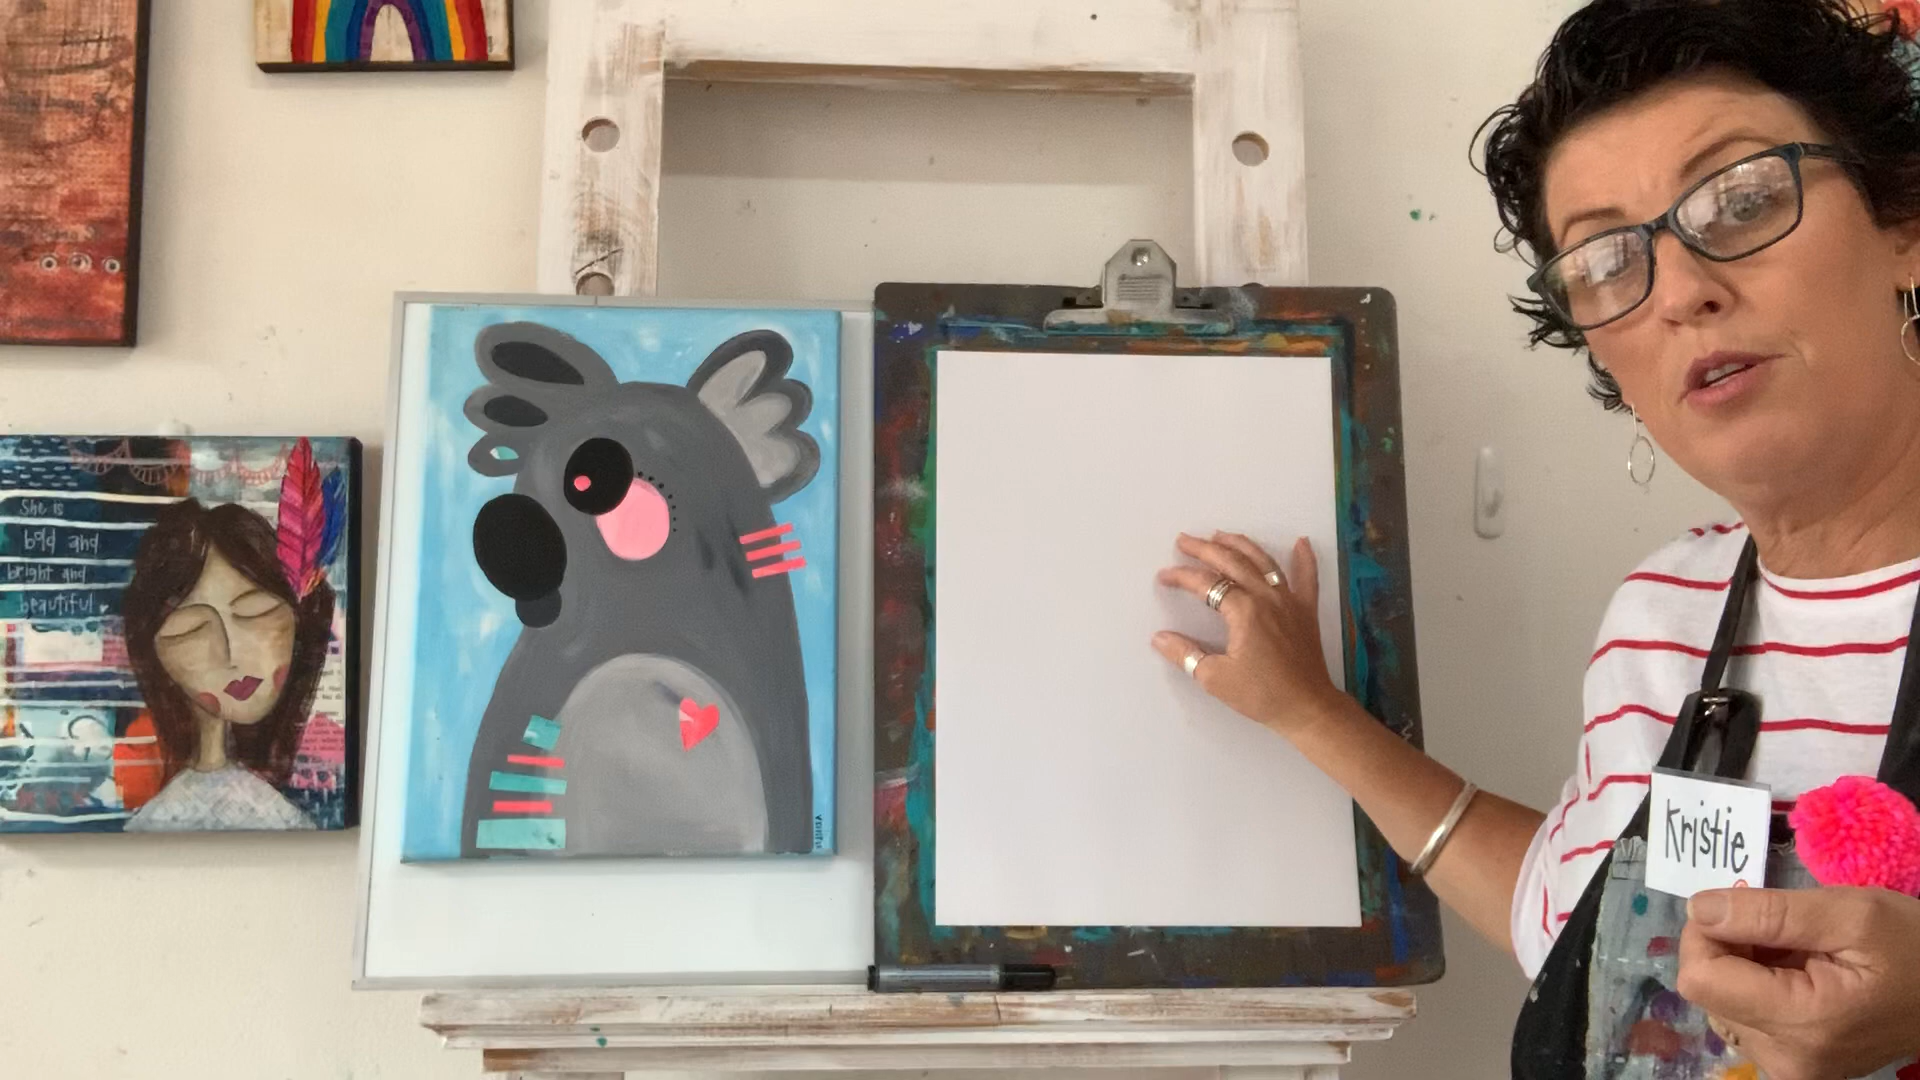 She is
bold and
bright and
beautiful
Kristie